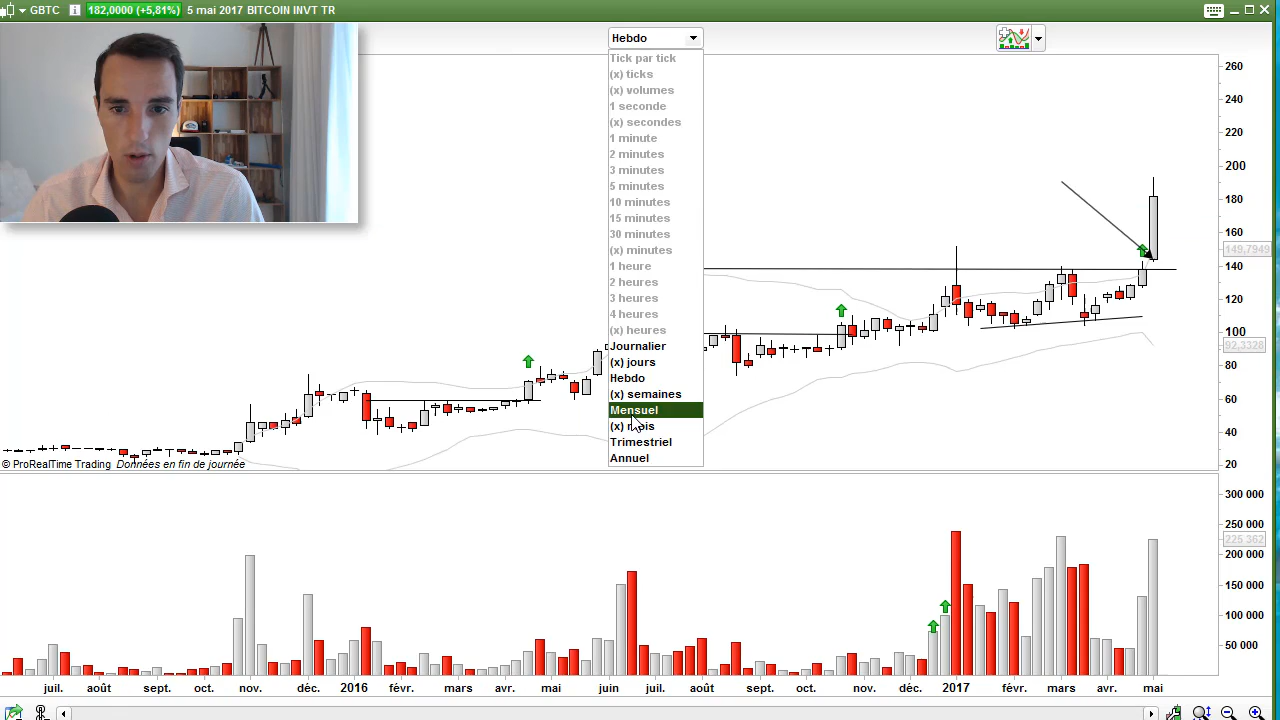 GBTC 182,0000 (+5,81%) 5 mai 2017 BITCOIN INVT TR
Hebdo
Tick par tick
(x) ticks
(x) volumes
1 seconde
(x) secondes
1 minute
2 minutes
3 minutes
5 minutes
10 minutes
15 minutes
30 minutes
(x) minutes
1 heure
2 heures
3 heures
4 heures
(x) heures
Journalier
(x) jours
Hebdo
(x) semaines
Mensuel
(x) mois
Trimestriel
Annuel
260
240
220
200
180
160
149,7949
140
120
100
92,3328
80
60
40
20
© ProRealTime Trading Données en fin de journée
300 000
250 000
225 362
200 000
150 000
100 000
50 000
juil. août sept. oct. nov. déc. 2016 févr. mars avr. mai juin juil. août sept. oct. nov. déc. 2017 févr. mars avr. mai